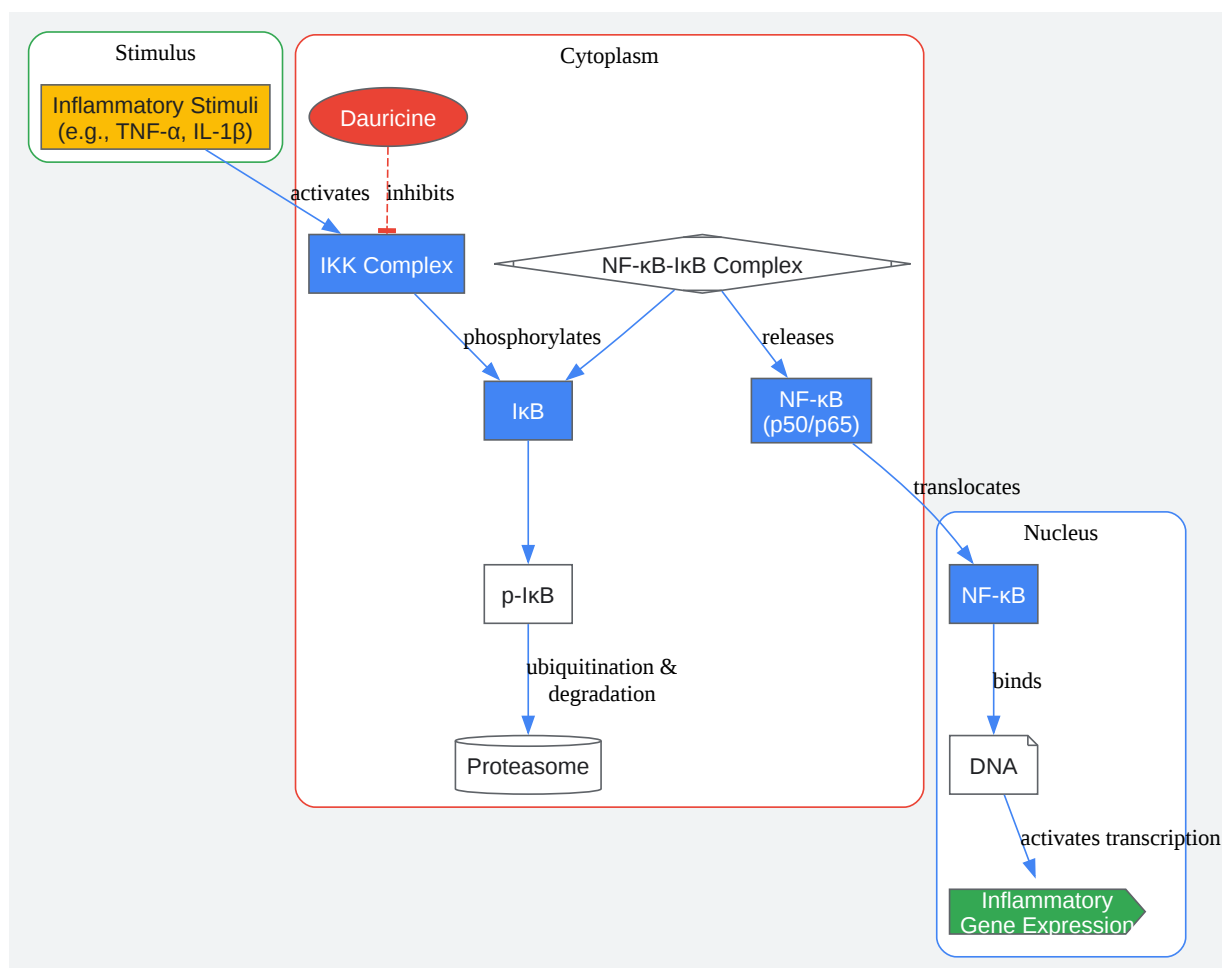 Stimulus
Inflammatory Stimuli
(e.g., TNF-α, IL-1β)
Cytoplasm
Dauricine
activates
inhibits
IKK Complex
NF-κB-IκB Complex
phosphorylates
releases
IκB
NF-κB
(p50/p65)
translocates
Nucleus
p-IκB
NF-κB
ubiquitination &
degradation
binds
Proteasome
DNA
activates transcription
Inflammatory
Gene Expression